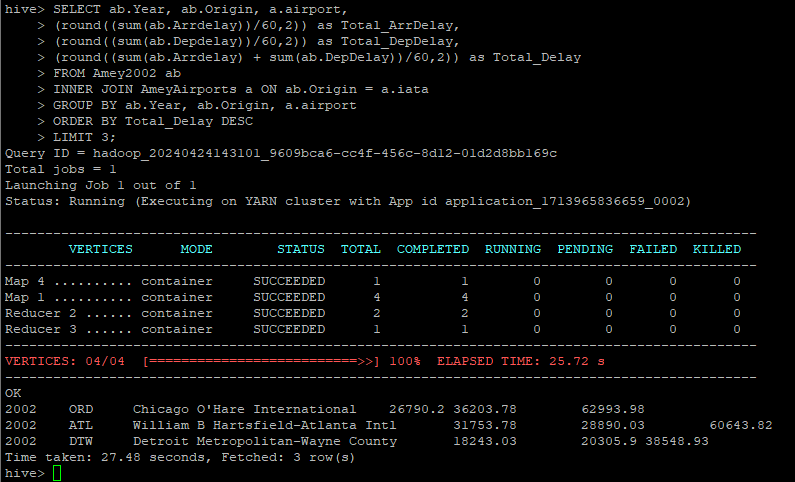 hive> SELECT ab.Year, ab.Origin, a.airport,
    > (round((sum(ab.Arrdelay))/60,2)) as Total_ArrDelay,
    > (round((sum(ab.Depdelay))/60,2)) as Total_DepDelay,
    > (round((sum(ab.Arrdelay) + sum(ab.DepDelay))/60,2)) as Total_Delay
    > FROM Amey2002 ab
    > INNER JOIN AmeyAirports a ON ab.Origin = a.iata
    > GROUP BY ab.Year, ab.Origin, a.airport
    > ORDER BY Total_Delay DESC
    > LIMIT 3;
Query ID = hadoop_20240424143101_9609bca6-cc4f-456c-8d12-01d2d8bb169c
Total jobs = 1
Launching Job 1 out of 1
Status: Running (Executing on YARN cluster with App id application_1713965836659_0002)
----------------------------------------------------------------------------------------------
        VERTICES      MODE        STATUS  TOTAL  COMPLETED  RUNNING  PENDING  FAILED  KILLED
----------------------------------------------------------------------------------------------
Map 4 .......... container     SUCCEEDED      1          1        0        0       0       0
Map 1 .......... container     SUCCEEDED      4          4        0        0       0       0
Reducer 2 ...... container     SUCCEEDED      2          2        0        0       0       0
Reducer 3 ...... container     SUCCEEDED      1          1        0        0       0       0
----------------------------------------------------------------------------------------------
VERTICES: 04/04  [==========================>>] 100%  ELAPSED TIME: 25.72 s
----------------------------------------------------------------------------------------------
OK
2002    ORD     Chicago O'Hare International    26790.2 36203.78        62993.98
2002    ATL     William B Hartsfield-Atlanta Intl       31753.78        28890.03        60643.82
2002    DTW     Detroit Metropolitan-Wayne County       18243.03        20305.9 38548.93
Time taken: 27.48 seconds, Fetched: 3 row(s)
hive>